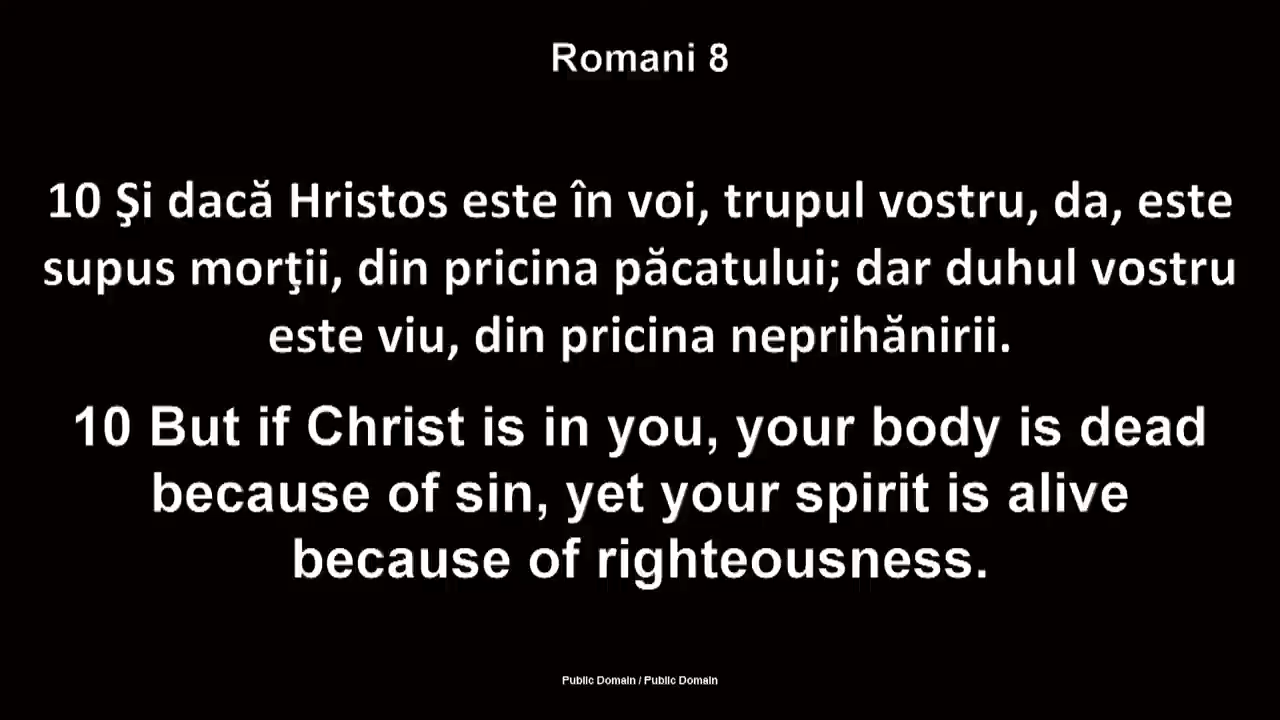 Romani 8
10 Şi dacă Hristos este în voi, trupul vostru, da, este
supus morţii, din pricina păcatului; dar duhul vostru
este viu, din pricina neprihănirii.
10 But if Christ is in you, your body is dead
because of sin, yet your spirit is alive
because of righteousness.
Public Domain / Public Domain